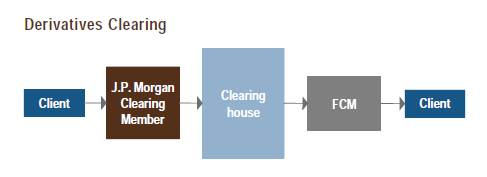 Derivatives Clearing
Client
J.P. Morgan
Clearing
Member
Clearing
house
FCM
Client